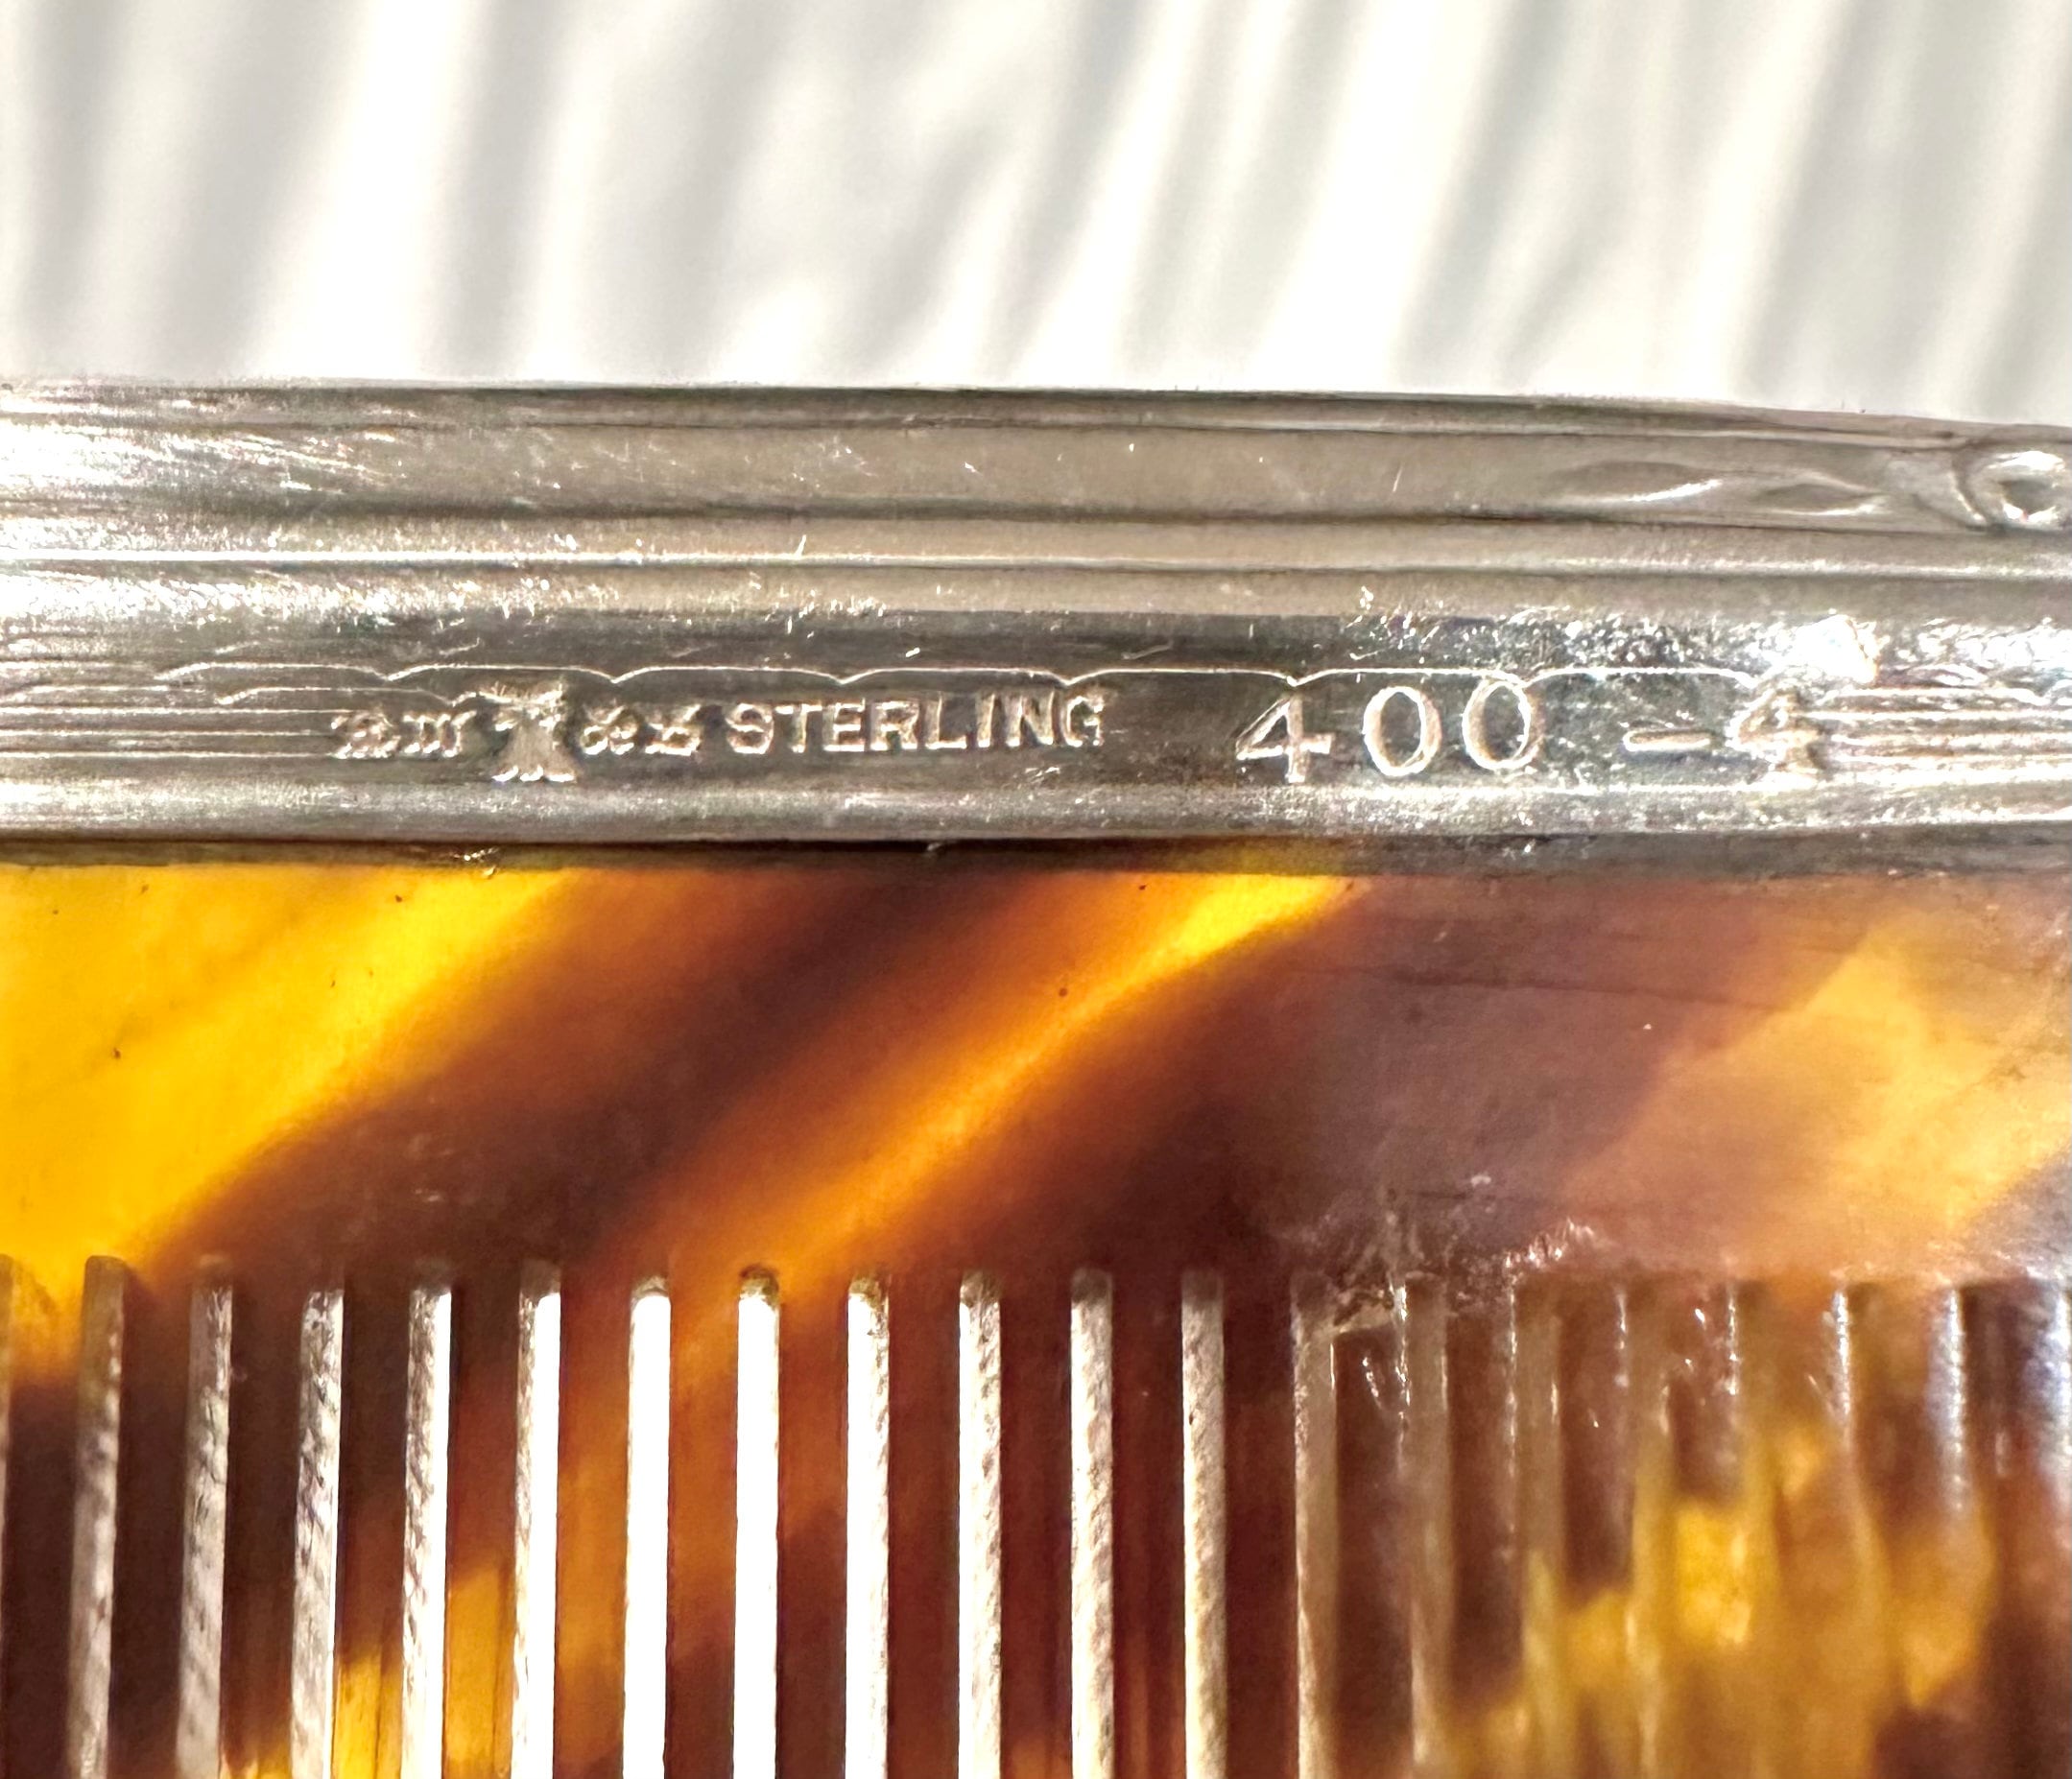 R W & S STERLING 400 - 4